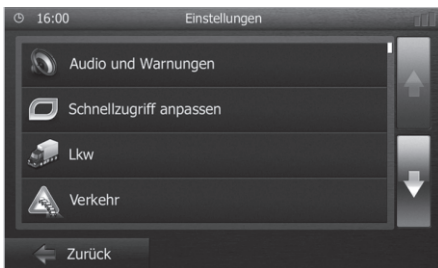 16:00 Einstellungen
Audio und Warnungen
Schnellzugriff anpassen
Lkw
Verkehr
Zurück